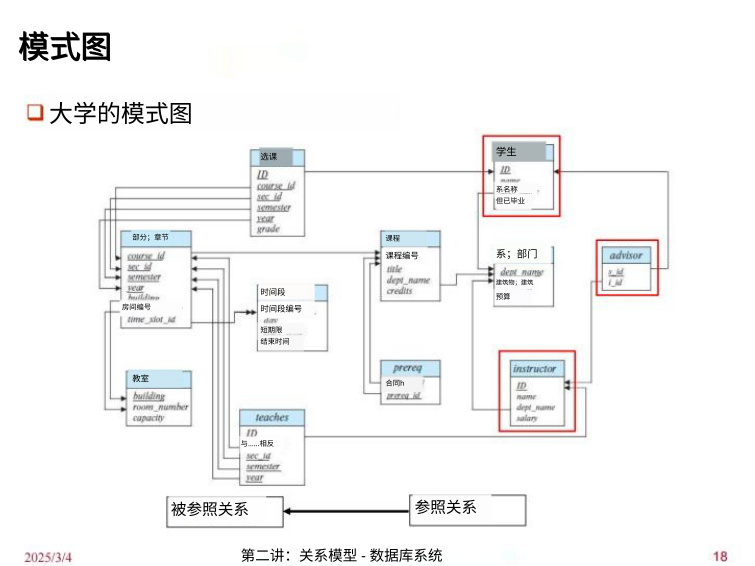 模式图
大学的模式图
选课
ID
course_id
sec_id
semester
year
grade
学生
ID
name
系名称
但已毕业
部分；章节
course_id
sec_id
semester
year
building
房间编号
time_slot_id
课程
课程编号
title
dept_name
credits
系；部门
dept_name
建筑物；建筑
预算
advisor
s_id
i_id
时间段
时间段编号
day
短期限
结束时间
教室
building
room_number
capacity
prereq
合同h
prereq_id
instructor
ID
name
dept_name
salary
teaches
ID
与......相反
sec_id
semester
year
被参照关系
参照关系
2025/3/4
第二讲：关系模型 - 数据库系统
18